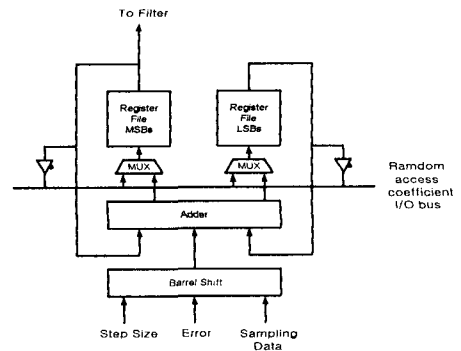 To Filter
Register
File
MSBs
Register
File
LSBs
MUX
MUX
Ramdom
access
coefficient
I/O bus
Adder
Barrel Shift
Step Size
Error
Sampling
Data